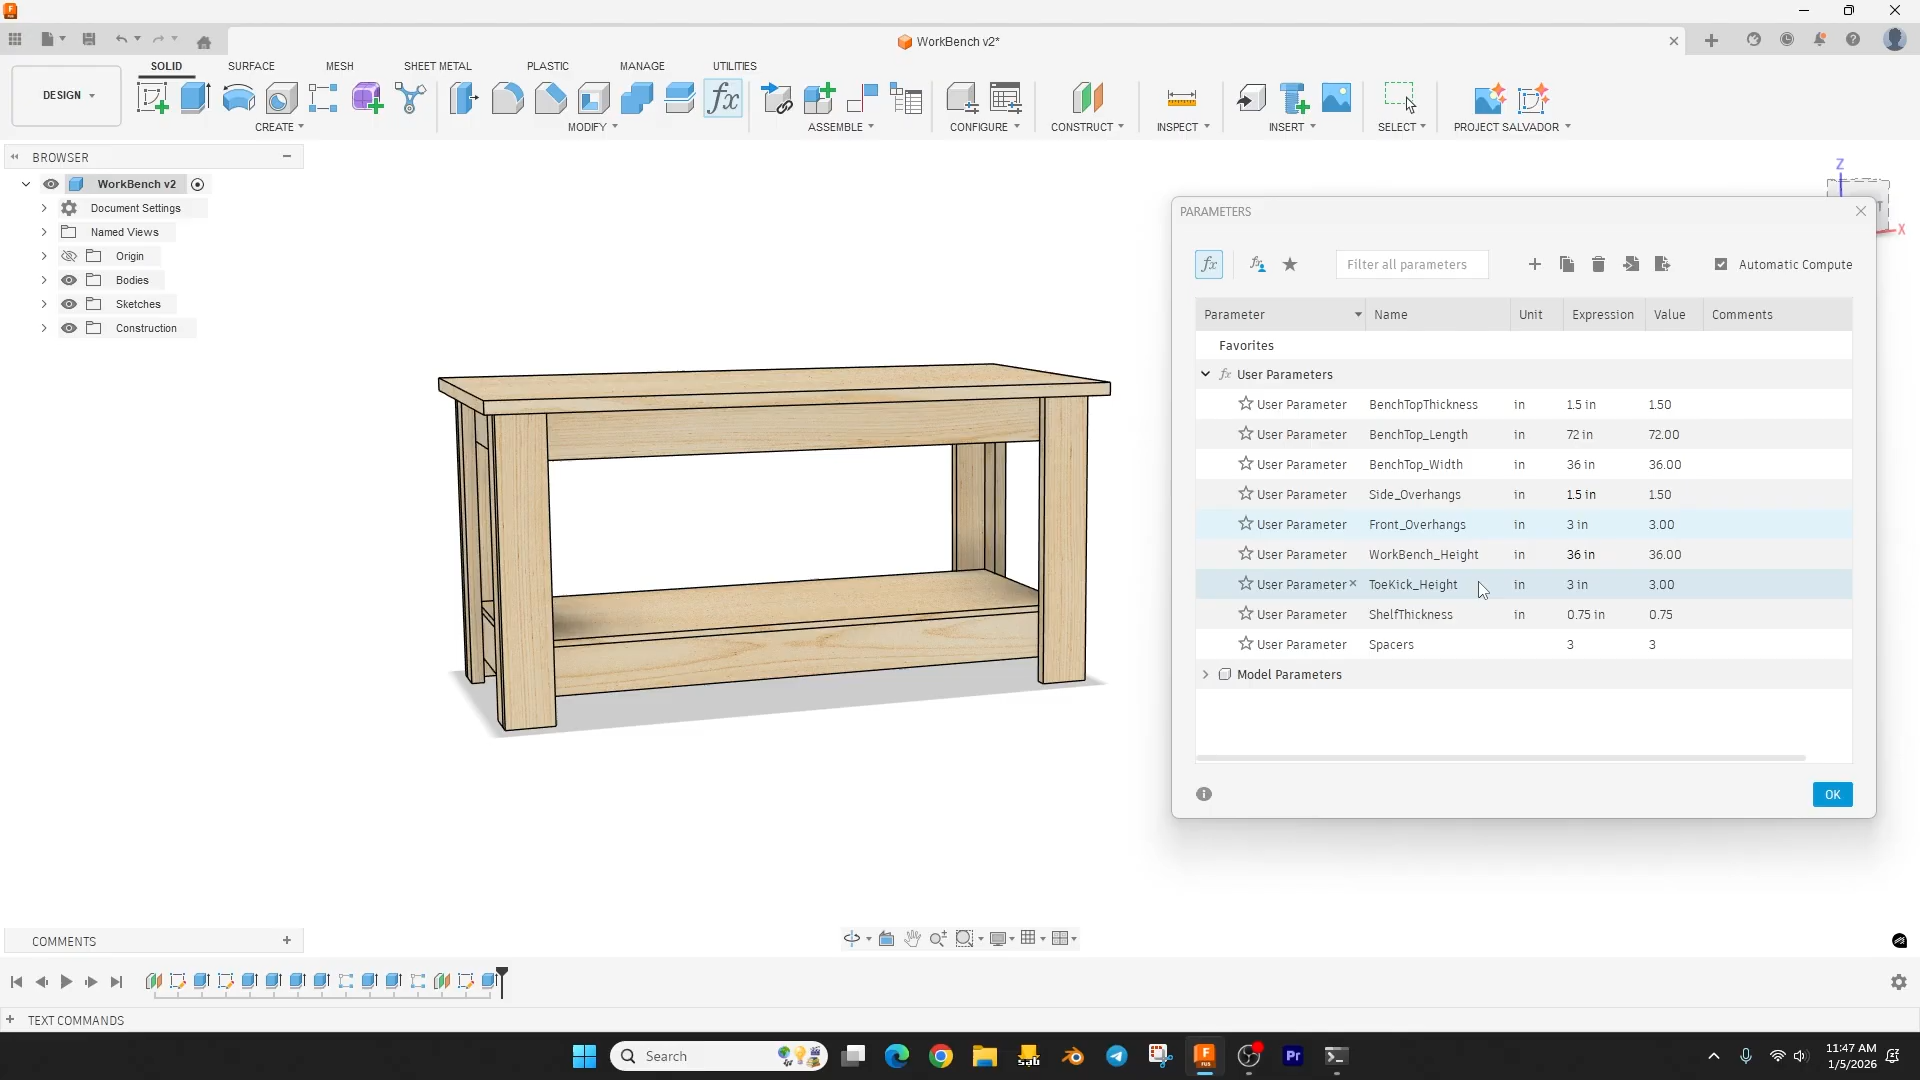 WorkBench v2*
DESIGN
SOLID
SURFACE
MESH
SHEET METAL
PLASTIC
MANAGE
UTILITIES
CREATE
MODIFY
ASSEMBLE
CONFIGURE
CONSTRUCT
INSPECT
INSERT
SELECT
PROJECT SALVADOR
BROWSER
WorkBench v2
Document Settings
Named Views
Origin
Bodies
Sketches
Construction
Z
X
PARAMETERS
fx
Filter all parameters
Automatic Compute
Parameter Name Unit Expression Value Comments
Favorites
fx User Parameters
User Parameter BenchTopThickness in 1.5 in 1.50
User Parameter BenchTop_Length in 72 in 72.00
User Parameter BenchTop_Width in 36 in 36.00
User Parameter Side_Overhangs in 1.5 in 1.50
User Parameter Front_Overhangs in 3 in 3.00
User Parameter WorkBench_Height in 36 in 36.00
User Parameter ToeKick_Height in 3 in 3.00
User Parameter ShelfThickness in 0.75 in 0.75
User Parameter Spacers 3 3
Model Parameters
OK
COMMENTS
TEXT COMMANDS
Search
11:47 AM
1/5/2026